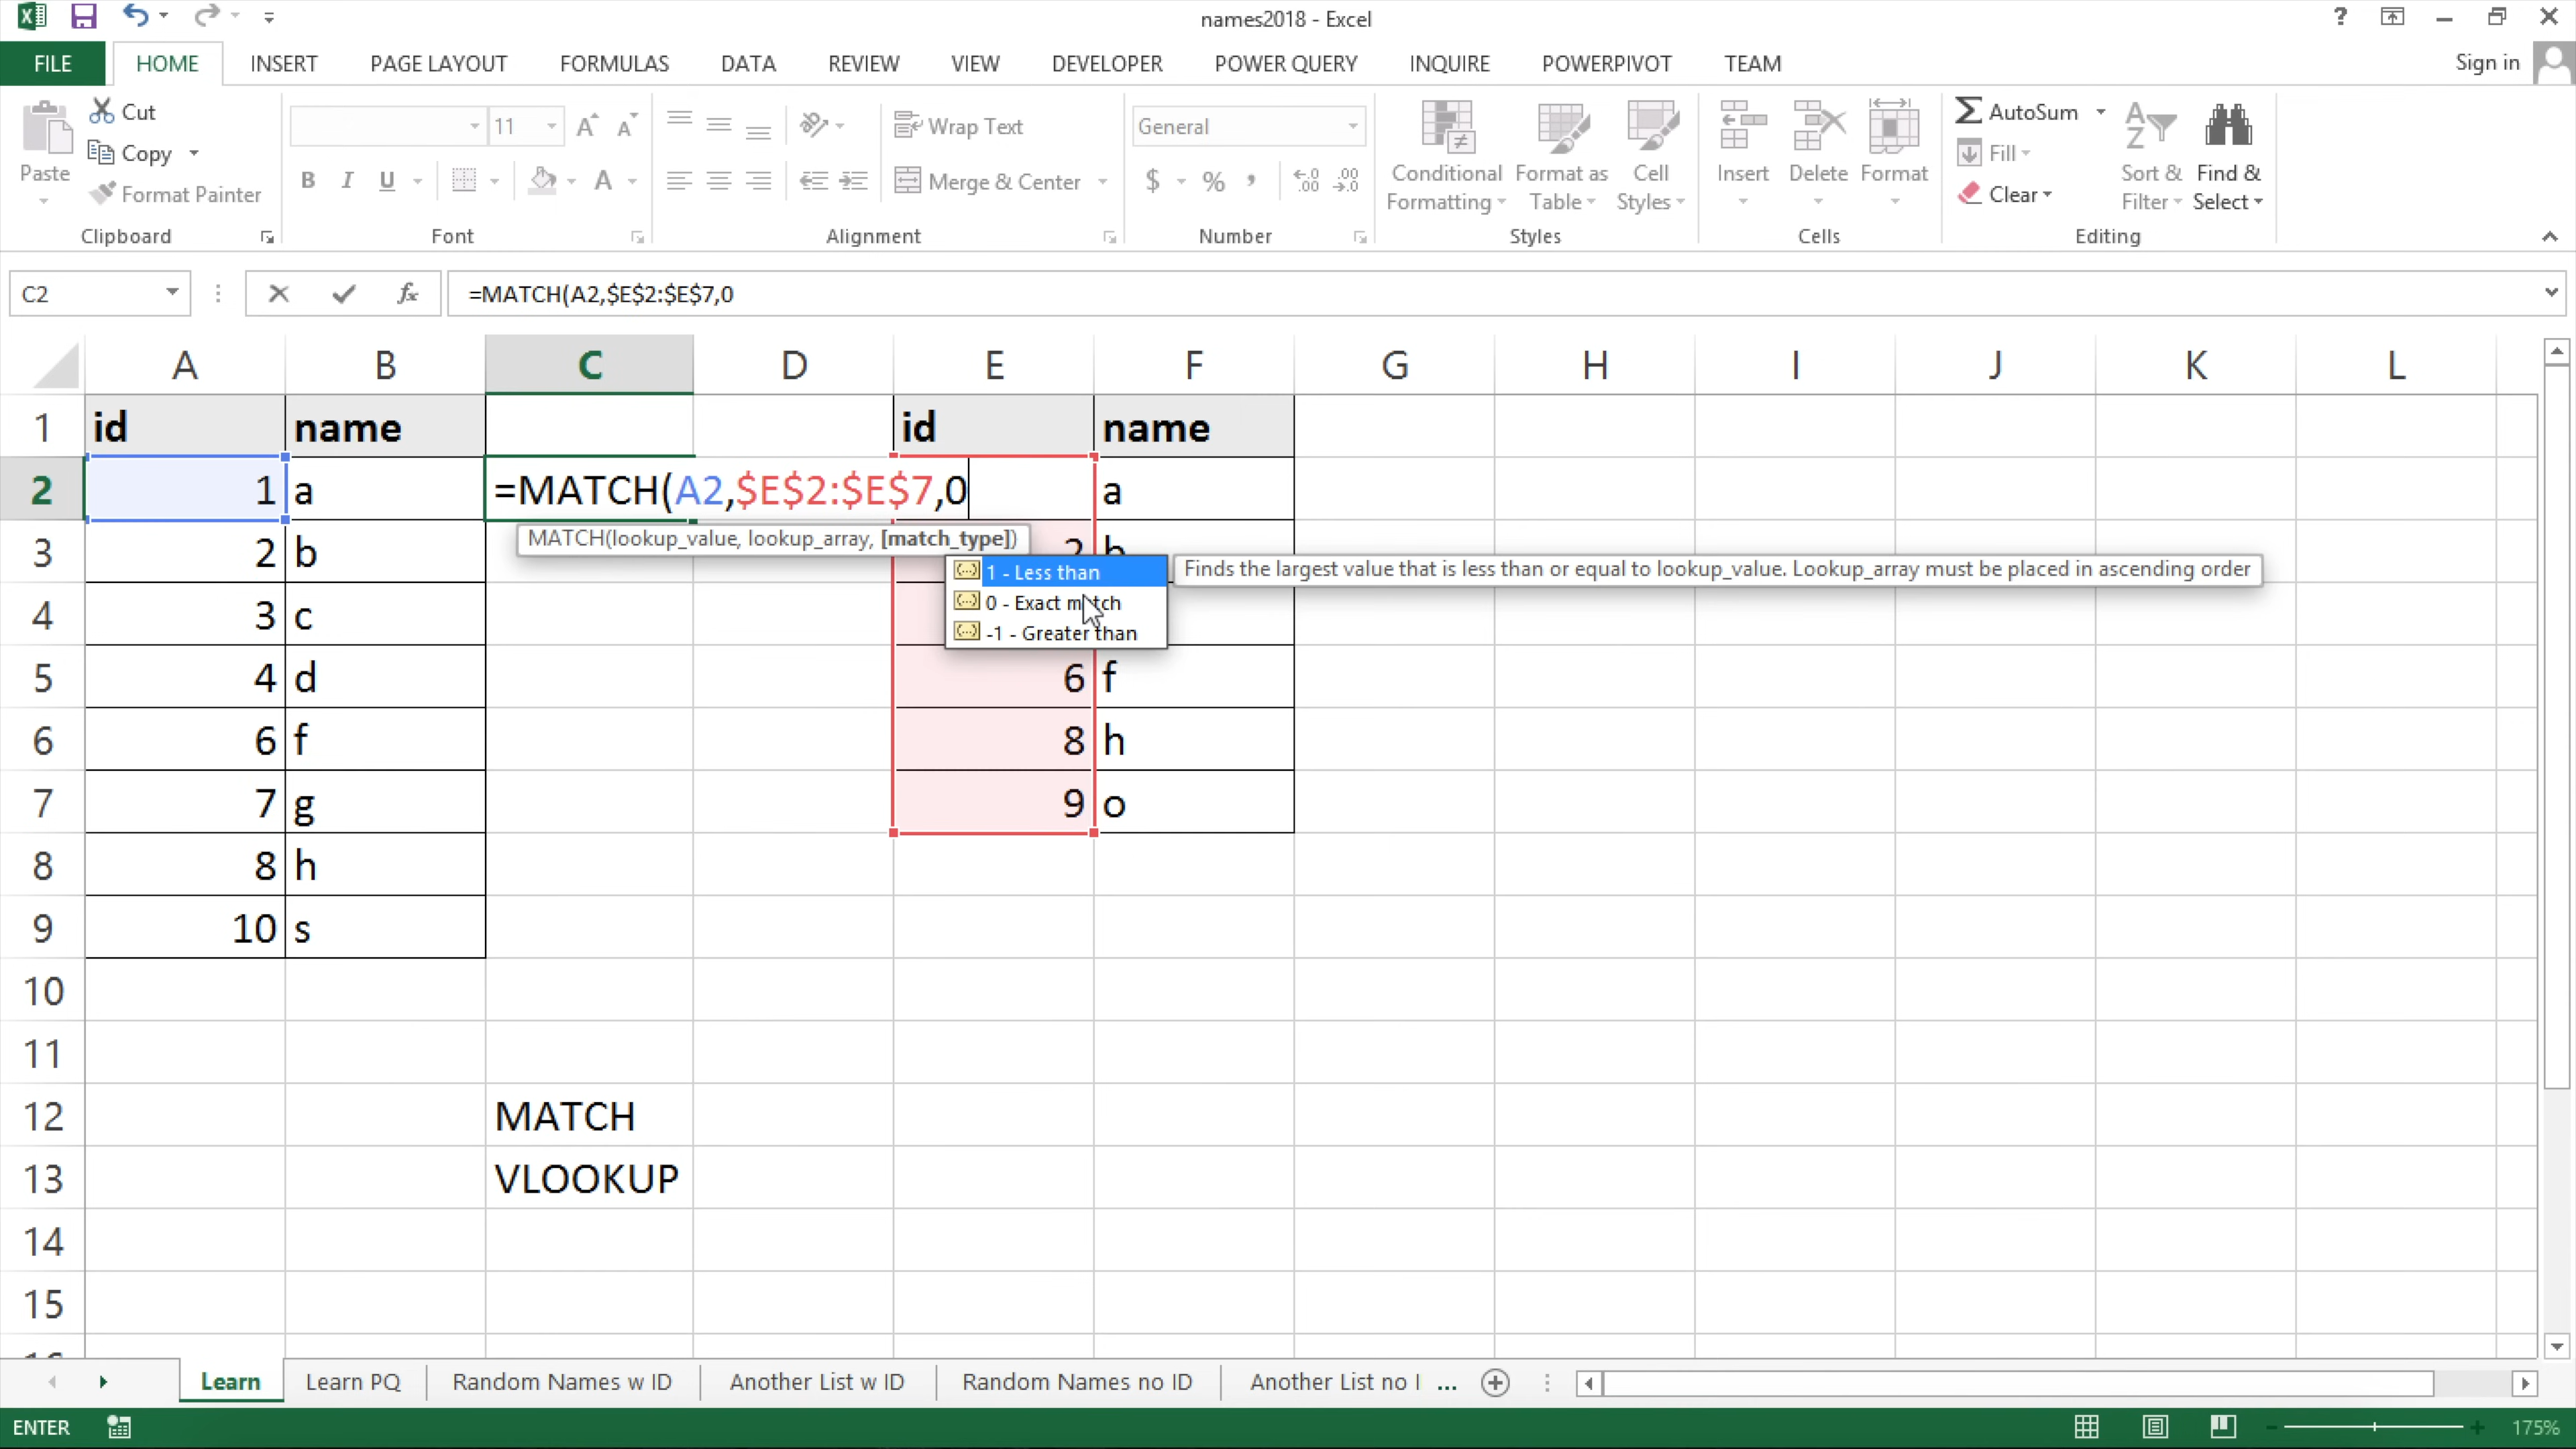 names2018 - Excel
?
FILE HOME INSERT PAGE LAYOUT FORMULAS DATA REVIEW VIEW DEVELOPER POWER QUERY INQUIRE POWERPIVOT TEAM Sign in
Paste
Cut
Copy
Format Painter
Clipboard
11
B I U
Font
Wrap Text
Merge & Center
Alignment
General
$ % ,
Number
Conditional Formatting
Format as Table
Cell Styles
Styles
Insert Delete Format
Cells
AutoSum
Fill
Clear
Sort & Filter
Find & Select
Editing
C2 fx =MATCH(A2,$E$2:$E$7,0
A B C D E F G H I J K L
1 id name id name
2 1 a =MATCH(A2,$E$2:$E$7,0 a
MATCH(lookup_value, lookup_array, [match_type])
3 2 b 2 b
1 - Less than Finds the largest value that is less than or equal to lookup_value. Lookup_array must be placed in ascending order
0 - Exact match
-1 - Greater than
4 3 c
5 4 d 6 f
6 6 f 8 h
7 7 g 9 o
8 8 h
9 10 s
10
11
12 MATCH
13 VLOOKUP
14
15
Learn Learn PQ Random Names w ID Another List w ID Random Names no ID Another List no I ...
ENTER 175%